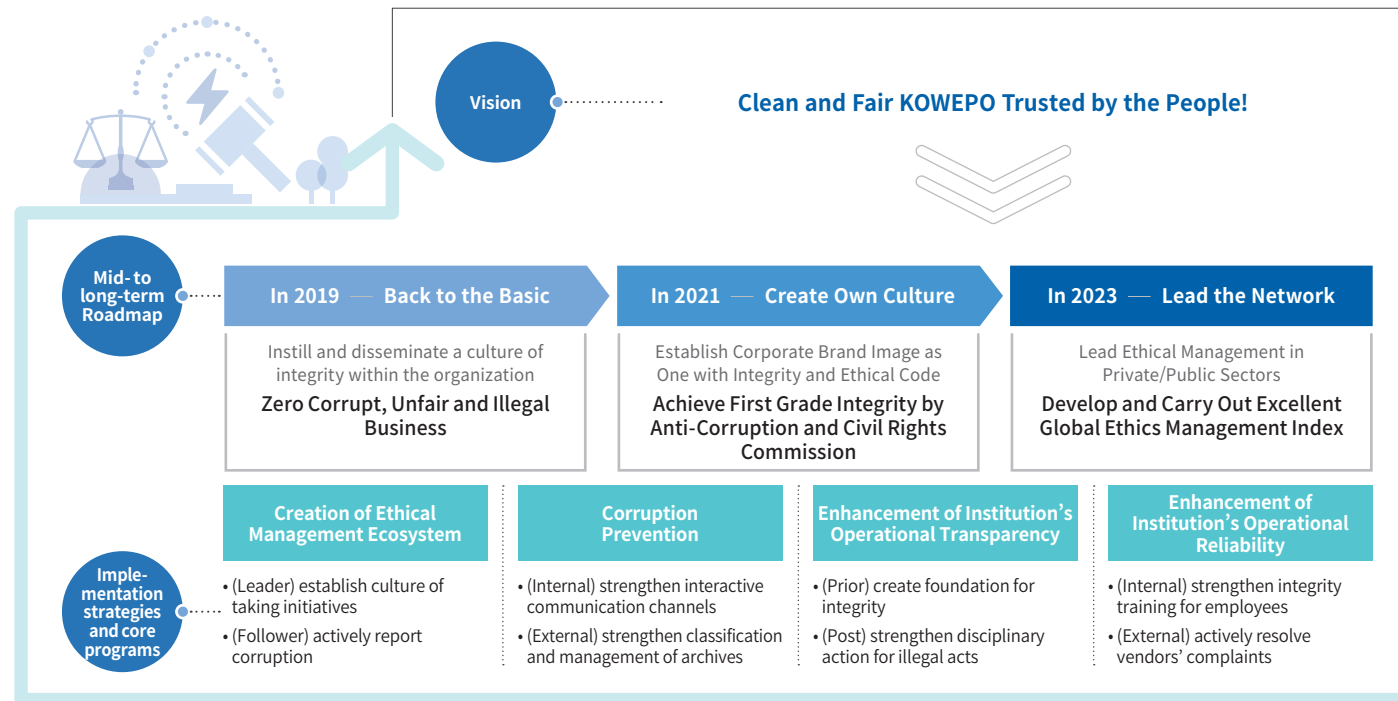 Vision
Clean and Fair KOWEPO Trusted by the People!
Mid- to
long-term
Roadmap
In 2019 — Back to the Basic
Instill and disseminate a culture of
integrity within the organization
Zero Corrupt, Unfair and Illegal
Business
In 2021 — Create Own Culture
Establish Corporate Brand Image as
One with Integrity and Ethical Code
Achieve First Grade Integrity by
Anti-Corruption and Civil Rights
Commission
In 2023 — Lead the Network
Lead Ethical Management in
Private/Public Sectors
Develop and Carry Out Excellent
Global Ethics Management Index
Imple-
mentation
strategies
and core
programs
Creation of Ethical
Management Ecosystem
• (Leader) establish culture of
taking initiatives
• (Follower) actively report
corruption
Corruption
Prevention
• (Internal) strengthen interactive
communication channels
• (External) strengthen classification
and management of archives
Enhancement of Institution’s
Operational Transparency
• (Prior) create foundation for
integrity
• (Post) strengthen disciplinary
action for illegal acts
Enhancement of
Institution’s Operational
Reliability
• (Internal) strengthen integrity
training for employees
• (External) actively resolve
vendors’ complaints